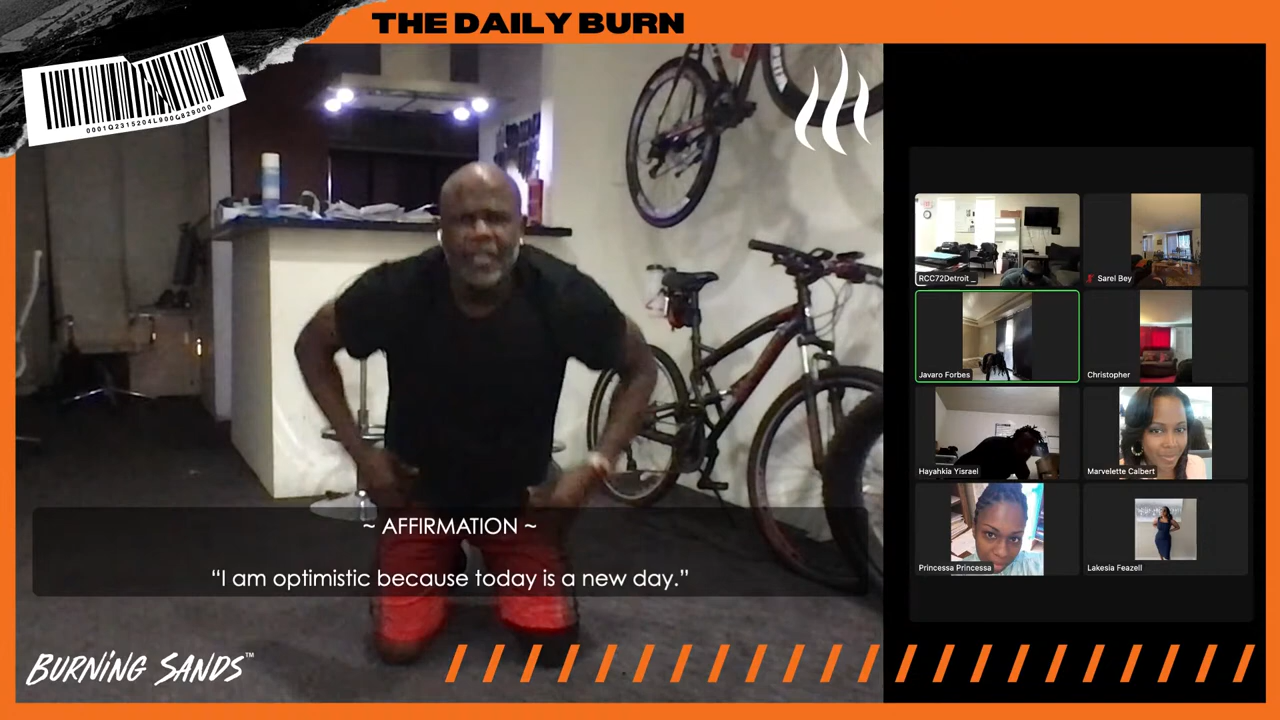 THE DAILY BURN
0001Q2315204L900G829000
RCC72Detroit _
Sarel Bey
Javaro Forbes
Christopher
Hayahkia Yisrael
Marvelette Calbert
Princessa Princessa
Lakesia Feazell
~ AFFIRMATION ~
“I am optimistic because today is a new day.”
BURNING SANDS™